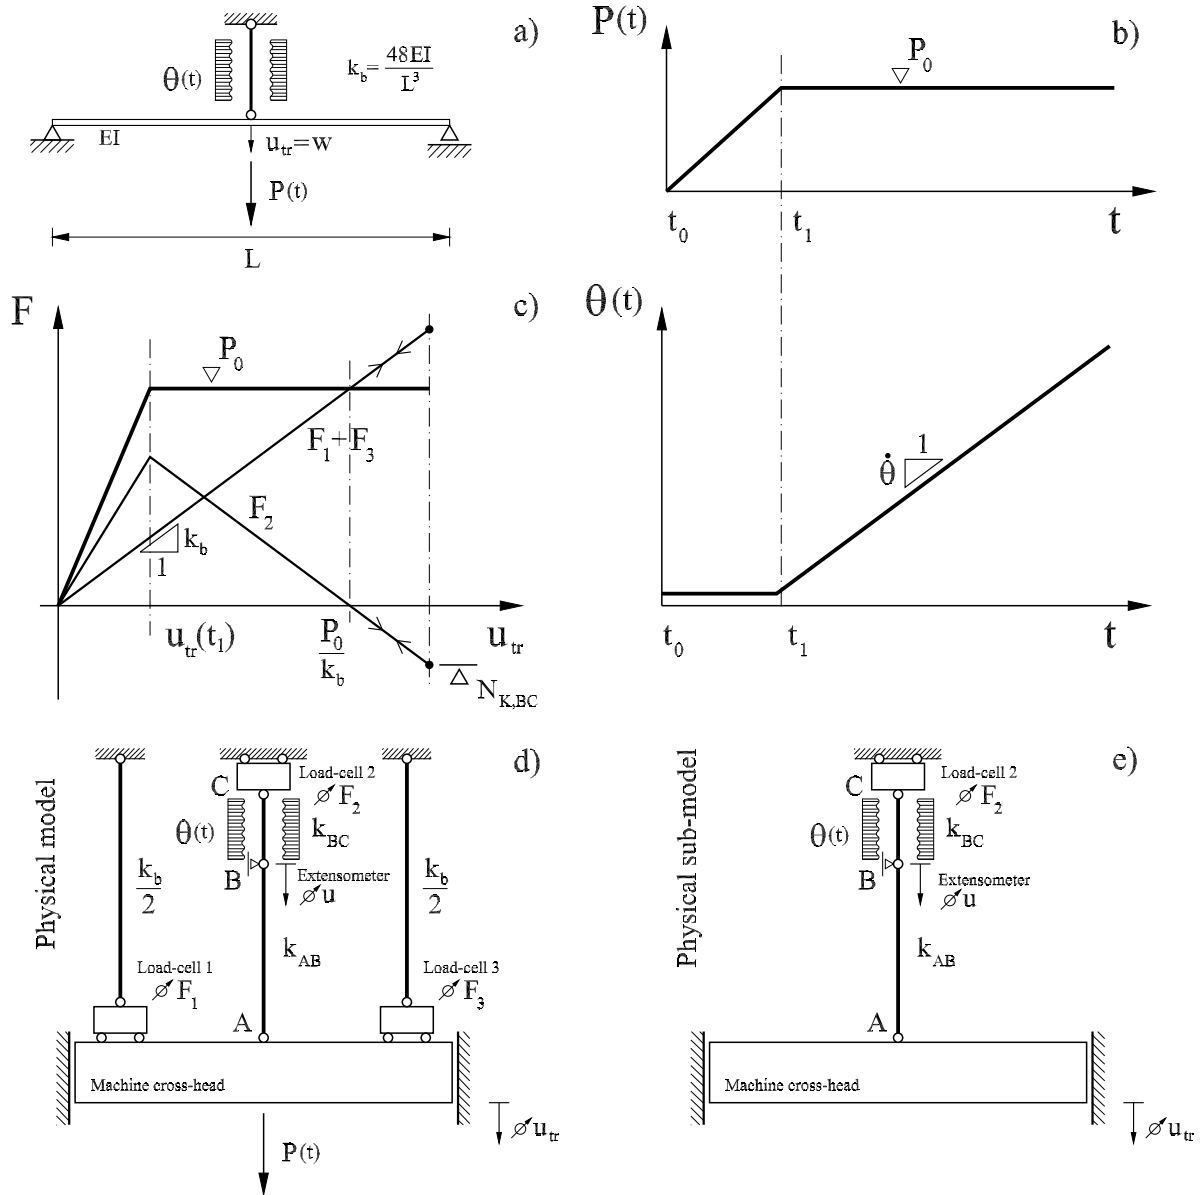 a)
θ(t)
k_b = 48EI / L^3
EI
u_tr=w
P(t)
L
b)
P(t)
P_0
t_0
t_1
t
c)
F
P_0
F_1+F_3
F_2
k_b
1
u_tr(t_1)
P_0 / k_b
u_tr
N_K,BC
θ(t)
1
θ̇
t_0
t_1
t
d)
Physical model
C
Load-cell 2
F_2
θ(t)
k_BC
B
Extensometer
u
k_b / 2
k_b / 2
k_AB
Load-cell 1
F_1
Load-cell 3
F_3
A
Machine cross-head
u_tr
P(t)
e)
Physical sub-model
C
Load-cell 2
F_2
θ(t)
k_BC
B
Extensometer
u
k_AB
A
Machine cross-head
u_tr